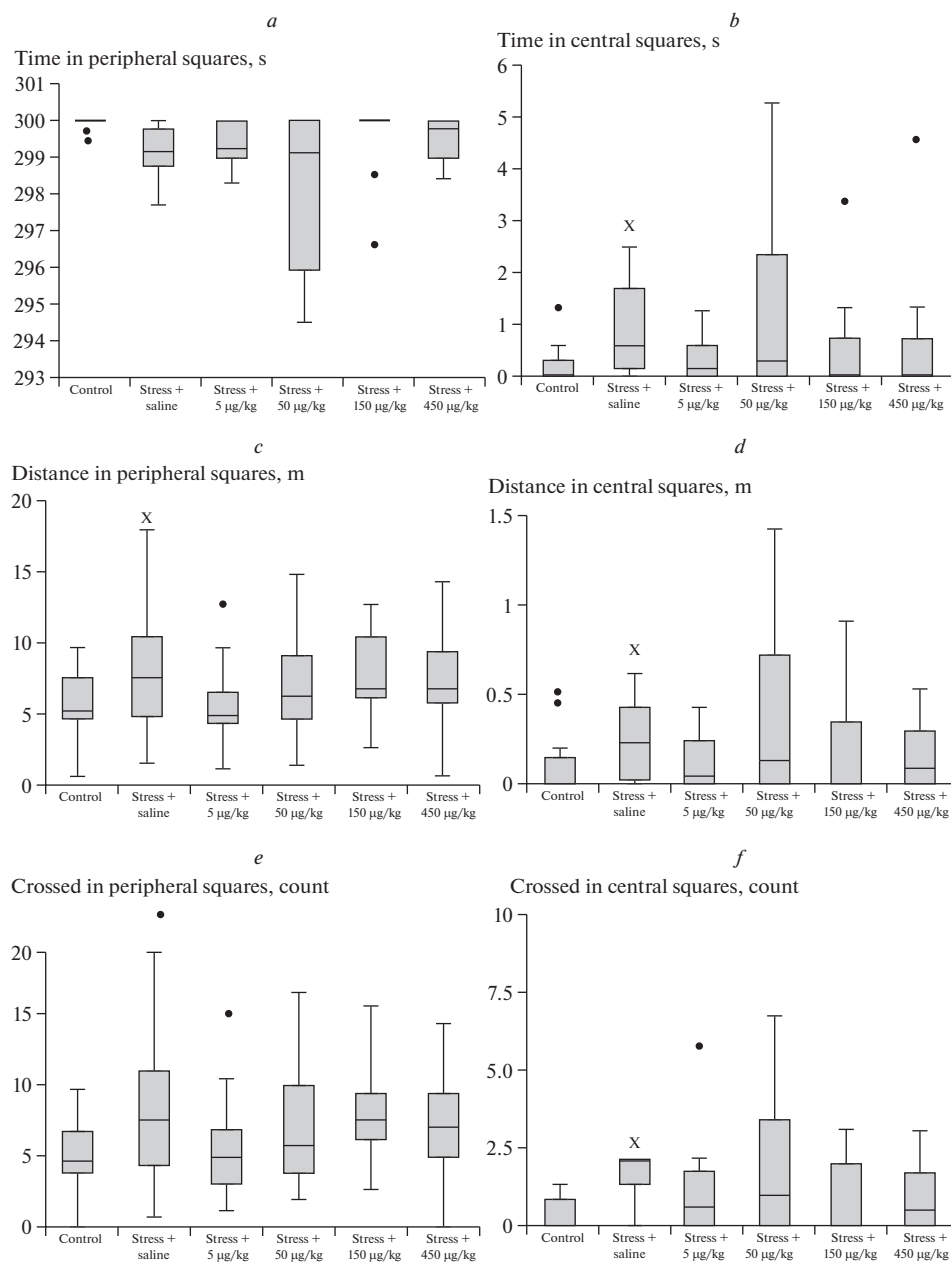 a
Time in peripheral squares, s
301
300
299
298
297
296
295
294
293
Control
Stress +
saline
Stress +
5 µg/kg
Stress +
50 µg/kg
Stress +
150 µg/kg
Stress +
450 µg/kg
b
Time in central squares, s
6
5
4
3
2
1
0
X
Control
Stress +
saline
Stress +
5 µg/kg
Stress +
50 µg/kg
Stress +
150 µg/kg
Stress +
450 µg/kg
c
Distance in peripheral squares, m
20
15
10
5
0
X
Control
Stress +
saline
Stress +
5 µg/kg
Stress +
50 µg/kg
Stress +
150 µg/kg
Stress +
450 µg/kg
d
Distance in central squares, m
1.5
1
0.5
0
X
Control
Stress +
saline
Stress +
5 µg/kg
Stress +
50 µg/kg
Stress +
150 µg/kg
Stress +
450 µg/kg
e
Crossed in peripheral squares, count
20
15
10
5
0
Control
Stress +
saline
Stress +
5 µg/kg
Stress +
50 µg/kg
Stress +
150 µg/kg
Stress +
450 µg/kg
f
Crossed in central squares, count
10
7.5
5.0
2.5
0
X
Control
Stress +
saline
Stress +
5 µg/kg
Stress +
50 µg/kg
Stress +
150 µg/kg
Stress +
450 µg/kg